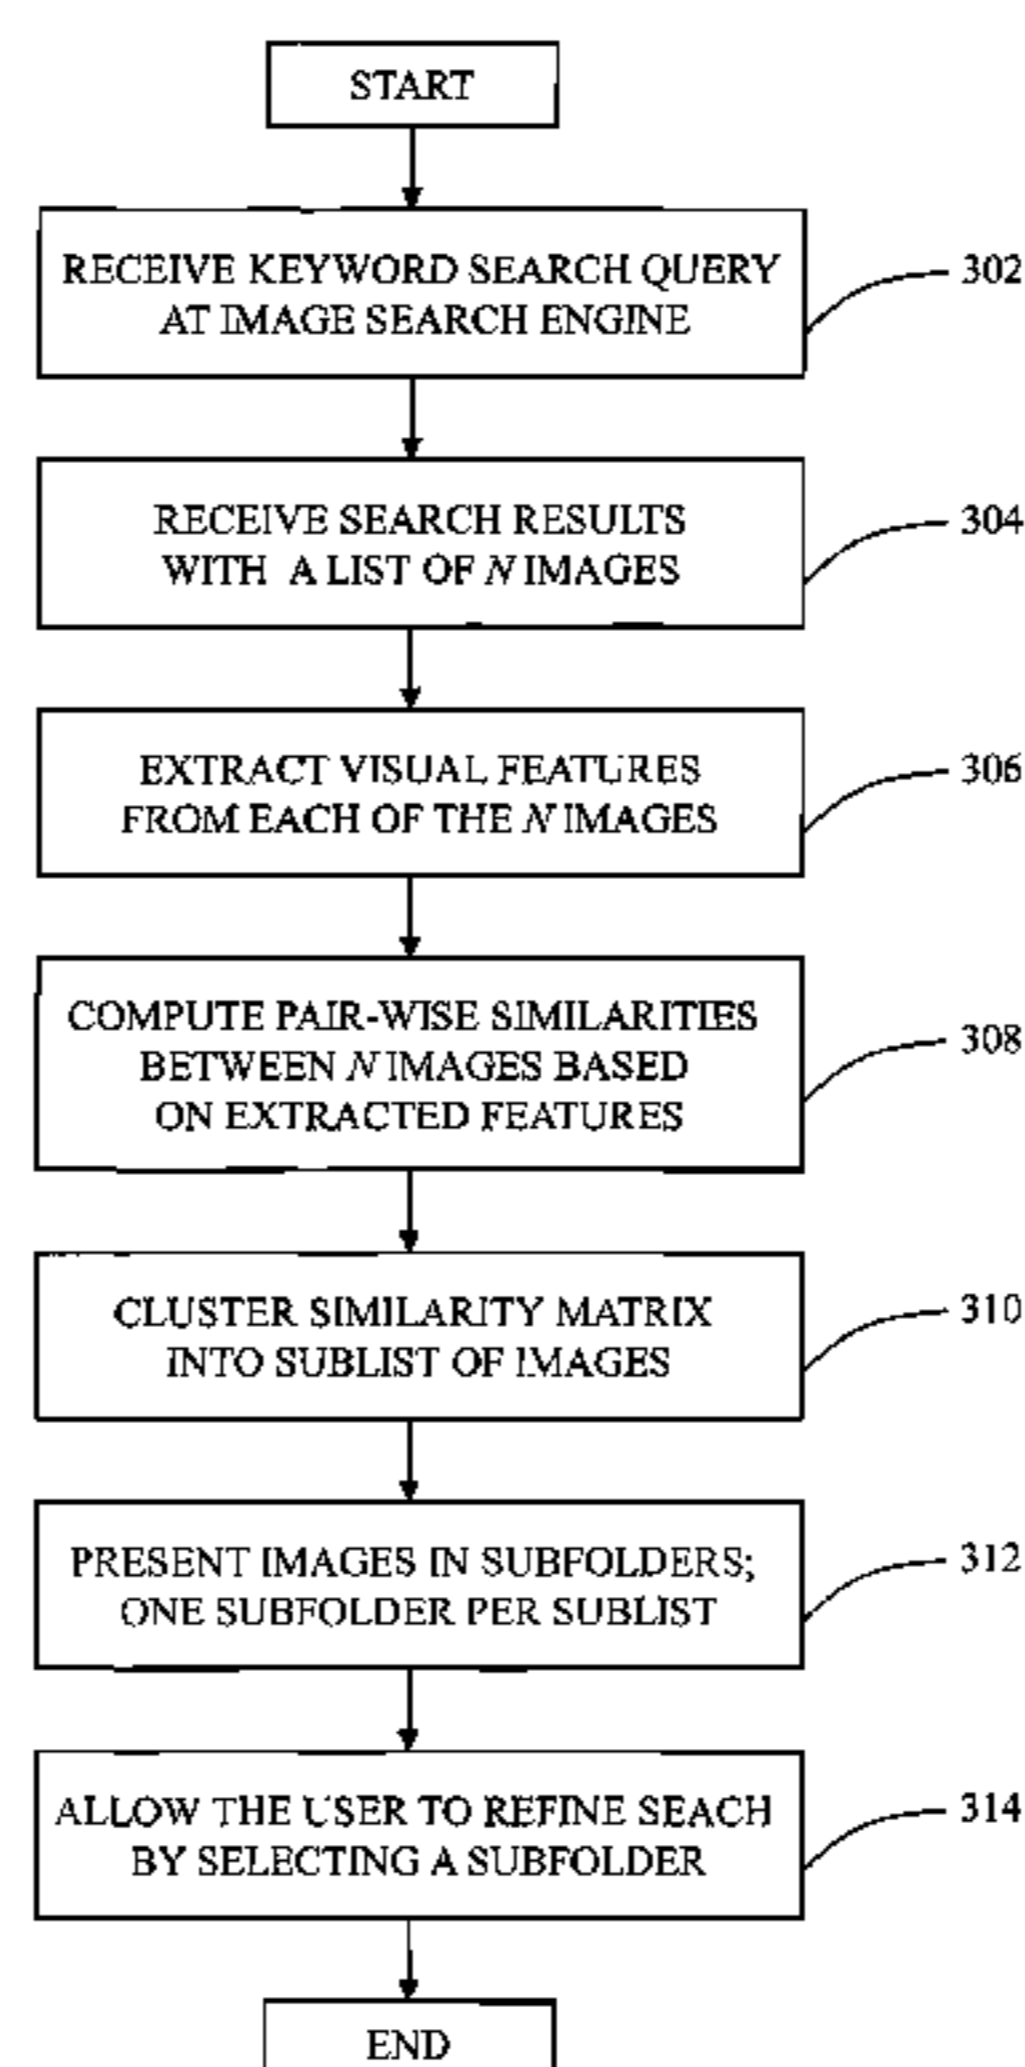 START
RECEIVE KEYWORD SEARCH QUERY
AT IMAGE SEARCH ENGINE
302
RECEIVE SEARCH RESULTS
WITH A LIST OF N IMAGES
304
EXTRACT VISUAL FEATURES
FROM EACH OF THE N IMAGES
306
COMPUTE PAIR-WISE SIMILARITIES
BETWEEN N IMAGES BASED
ON EXTRACTED FEATURES
308
CLUSTER SIMILARITY MATRIX
INTO SUBLIST OF IMAGES
310
PRESENT IMAGES IN SUBFOLDERS;
ONE SUBFOLDER PER SUBLIST
312
ALLOW THE USER TO REFINE SEACH
BY SELECTING A SUBFOLDER
314
END